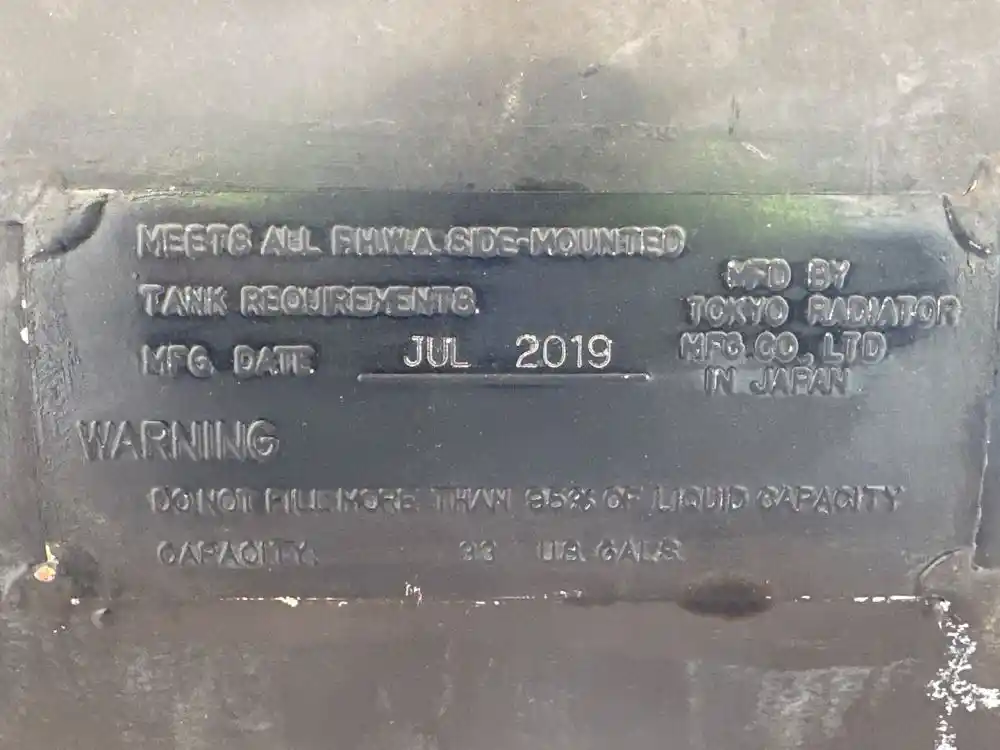 MEETS ALL F.H.W.A. SIDE-MOUNTED
TANK REQUIREMENTS.
MFG. DATE JUL 2019
MFD BY
TOKYO RADIATOR
MFG. CO., LTD
IN JAPAN
WARNING
DO NOT FILL MORE THAN 95% OF LIQUID CAPACITY
CAPACITY: 33 U.S. GALS